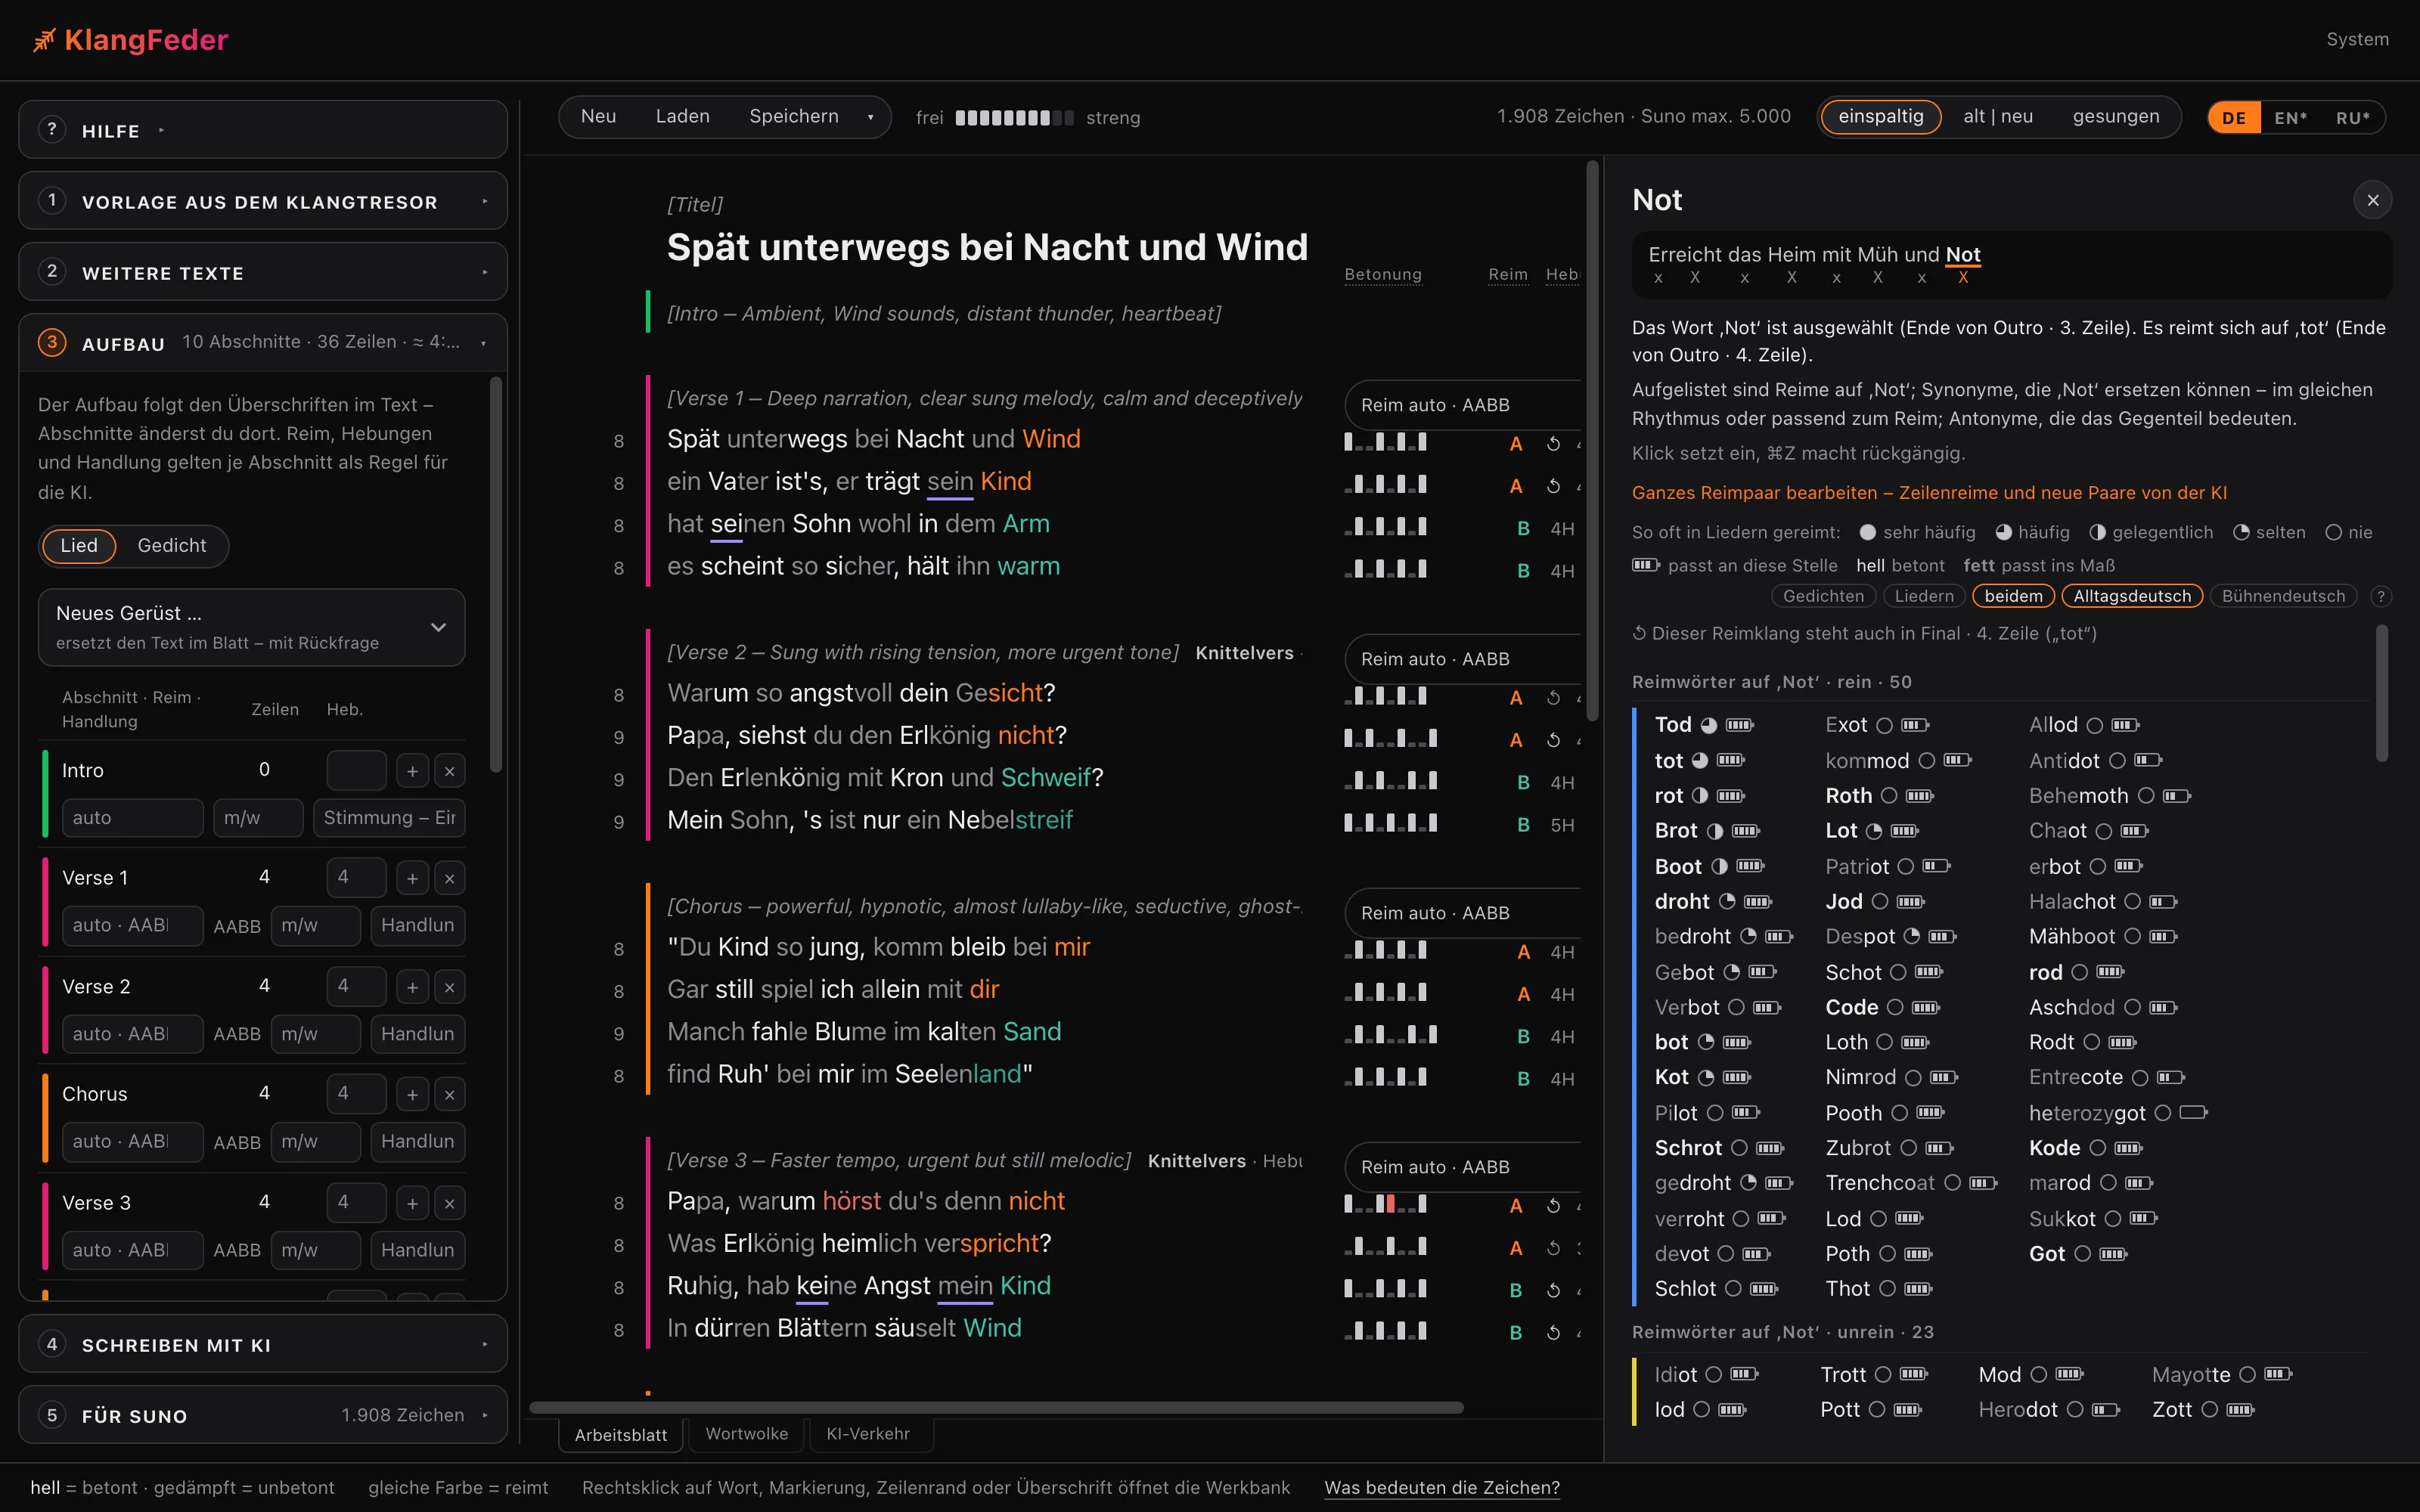 KlangFeder
System
? HILFE
1 VORLAGE AUS DEM KLANGTRESOR
2 WEITERE TEXTE
3 AUFBAU 10 Abschnitte · 36 Zeilen · ≈ 4:...
Der Aufbau folgt den Überschriften im Text –
Abschnitte änderst du dort. Reim, Hebungen
und Handlung gelten je Abschnitt als Regel für
die KI.
Lied Gedicht
Neues Gerüst ...
ersetzt den Text im Blatt – mit Rückfrage
Abschnitt · Reim ·
Handlung Zeilen Heb.
Intro 0 + ×
auto m/w Stimmung – Eir
Verse 1 4 4 + ×
auto · AABI AABB m/w Handlun
Verse 2 4 4 + ×
auto · AABI AABB m/w Handlun
Chorus 4 4 + ×
auto · AABI AABB m/w Handlun
Verse 3 4 4 + ×
auto · AABI AABB m/w Handlun
4 SCHREIBEN MIT KI
5 FÜR SUNO 1.908 Zeichen
Neu Laden Speichern
frei streng
1.908 Zeichen · Suno max. 5.000
einspaltig alt | neu gesungen
DE EN* RU*
[Titel]
Spät unterwegs bei Nacht und Wind
Betonung Reim Heb
[Intro – Ambient, Wind sounds, distant thunder, heartbeat]
[Verse 1 – Deep narration, clear sung melody, calm and deceptively Reim auto · AABB
8 Spät unterwegs bei Nacht und Wind A
8 ein Vater ist's, er trägt sein Kind A
8 hat seinen Sohn wohl in dem Arm B 4H
8 es scheint so sicher, hält ihn warm B 4H
[Verse 2 – Sung with rising tension, more urgent tone] Knittelvers · Reim auto · AABB
8 Warum so angstvoll dein Gesicht? A
9 Papa, siehst du den Erlkönig nicht? A
9 Den Erlenkönig mit Kron und Schweif? B 4H
9 Mein Sohn, 's ist nur ein Nebelstreif B 5H
[Chorus – powerful, hypnotic, almost lullaby-like, seductive, ghost-. Reim auto · AABB
8 "Du Kind so jung, komm bleib bei mir A 4H
8 Gar still spiel ich allein mit dir A 4H
9 Manch fahle Blume im kalten Sand B 4H
8 find Ruh' bei mir im Seelenland" B 4H
[Verse 3 – Faster tempo, urgent but still melodic] Knittelvers · Hebu Reim auto · AABB
8 Papa, warum hörst du's denn nicht A
8 Was Erlkönig heimlich verspricht? A
8 Ruhig, hab keine Angst mein Kind B
8 In dürren Blättern säuselt Wind B
Arbeitsblatt Wortwolke KI-Verkehr
Not ×
Erreicht das Heim mit Müh und Not
x X x X x X x X
Das Wort ‚Not‘ ist ausgewählt (Ende von Outro · 3. Zeile). Es reimt sich auf ‚tot‘ (Ende
von Outro · 4. Zeile).
Aufgelistet sind Reime auf ‚Not‘; Synonyme, die ‚Not‘ ersetzen können – im gleichen
Rhythmus oder passend zum Reim; Antonyme, die das Gegenteil bedeuten.
Klick setzt ein, ⌘Z macht rückgängig.
Ganzes Reimpaar bearbeiten – Zeilenreime und neue Paare von der KI
So oft in Liedern gereimt: sehr häufig häufig gelegentlich selten nie
passt an diese Stelle hell betont fett passt ins Maß
Gedichten Liedern beidem Alltagsdeutsch Bühnendeutsch ?
Dieser Reimklang steht auch in Final · 4. Zeile („tot“)
Reimwörter auf ‚Not‘ · rein · 50
Tod Exot Allod
tot kommod Antidot
rot Roth Behemoth
Brot Lot Chaot
Boot Patriot erbot
droht Jod Halachot
bedroht Despot Mähboot
Gebot Schot rod
Verbot Code Aschdod
bot Loth Rodt
Kot Nimrod Entrecote
Pilot Pooth heterozygot
Schrot Zubrot Kode
gedroht Trenchcoat marod
verroht Lod Sukkot
devot Poth Got
Schlot Thot
Reimwörter auf ‚Not‘ · unrein · 23
Idiot Trott Mod Mayotte
Iod Pott Herodot Zott
hell = betont · gedämpft = unbetont gleiche Farbe = reimt Rechtsklick auf Wort, Markierung, Zeilenrand oder Überschrift öffnet die Werkbank Was bedeuten die Zeichen?